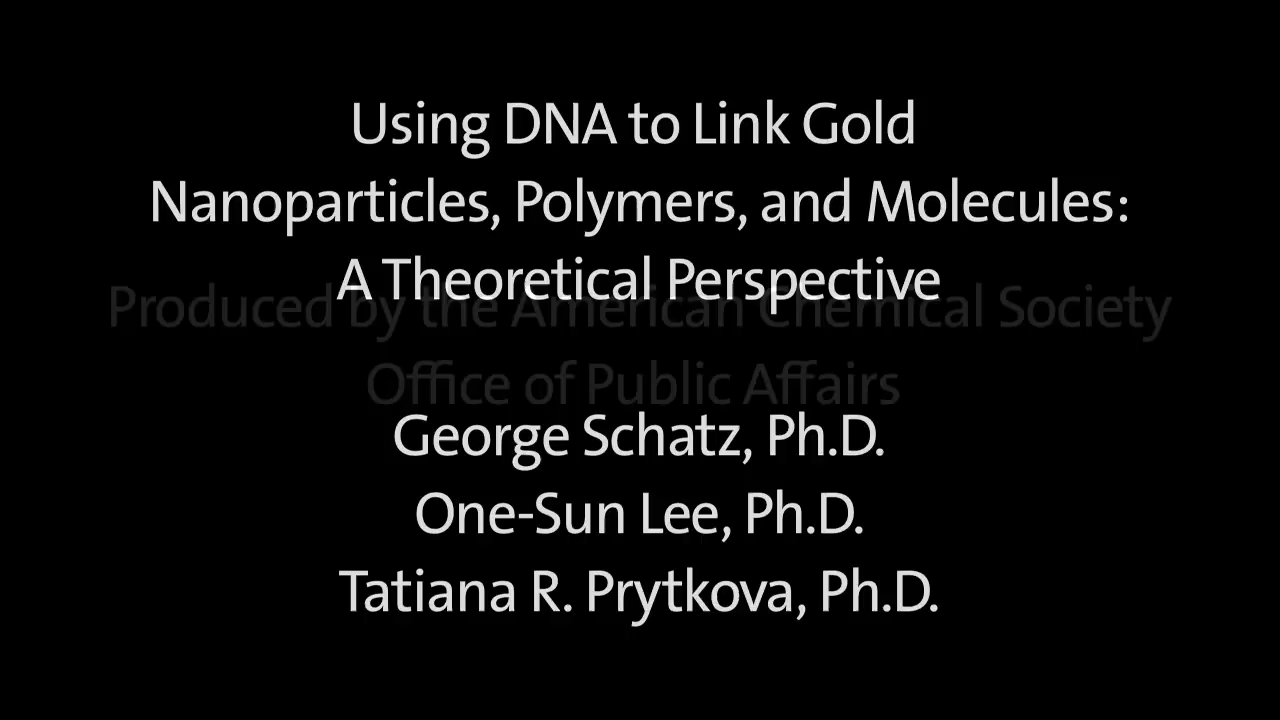 Using DNA to Link Gold
Nanoparticles, Polymers, and Molecules:
A Theoretical Perspective
Produced by the American Chemical Society
Office of Public Affairs
George Schatz, Ph.D.
One-Sun Lee, Ph.D.
Tatiana R. Prytkova, Ph.D.